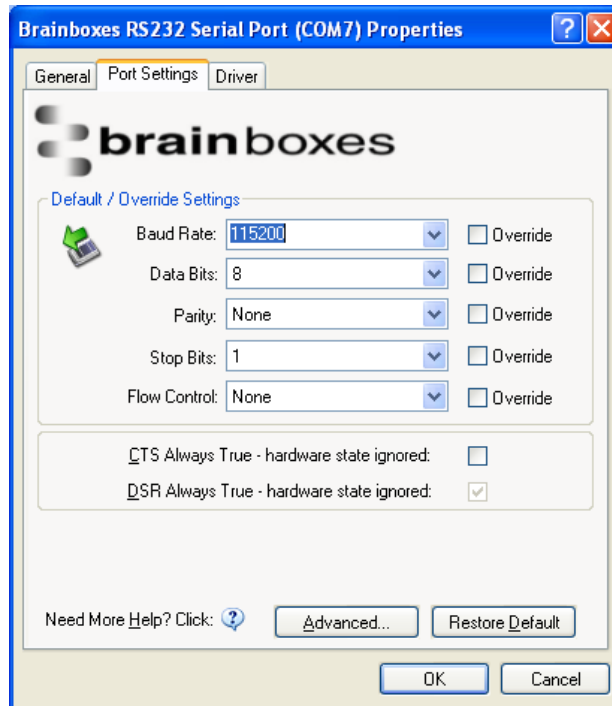 Brainboxes RS232 Serial Port (COM7) Properties
General Port Settings Driver
brainboxes
Default / Override Settings
Baud Rate: 115200 Override
Data Bits: 8 Override
Parity: None Override
Stop Bits: 1 Override
Flow Control: None Override
CTS Always True - hardware state ignored:
DSR Always True - hardware state ignored:
Need More Help? Click: Advanced... Restore Default
OK Cancel